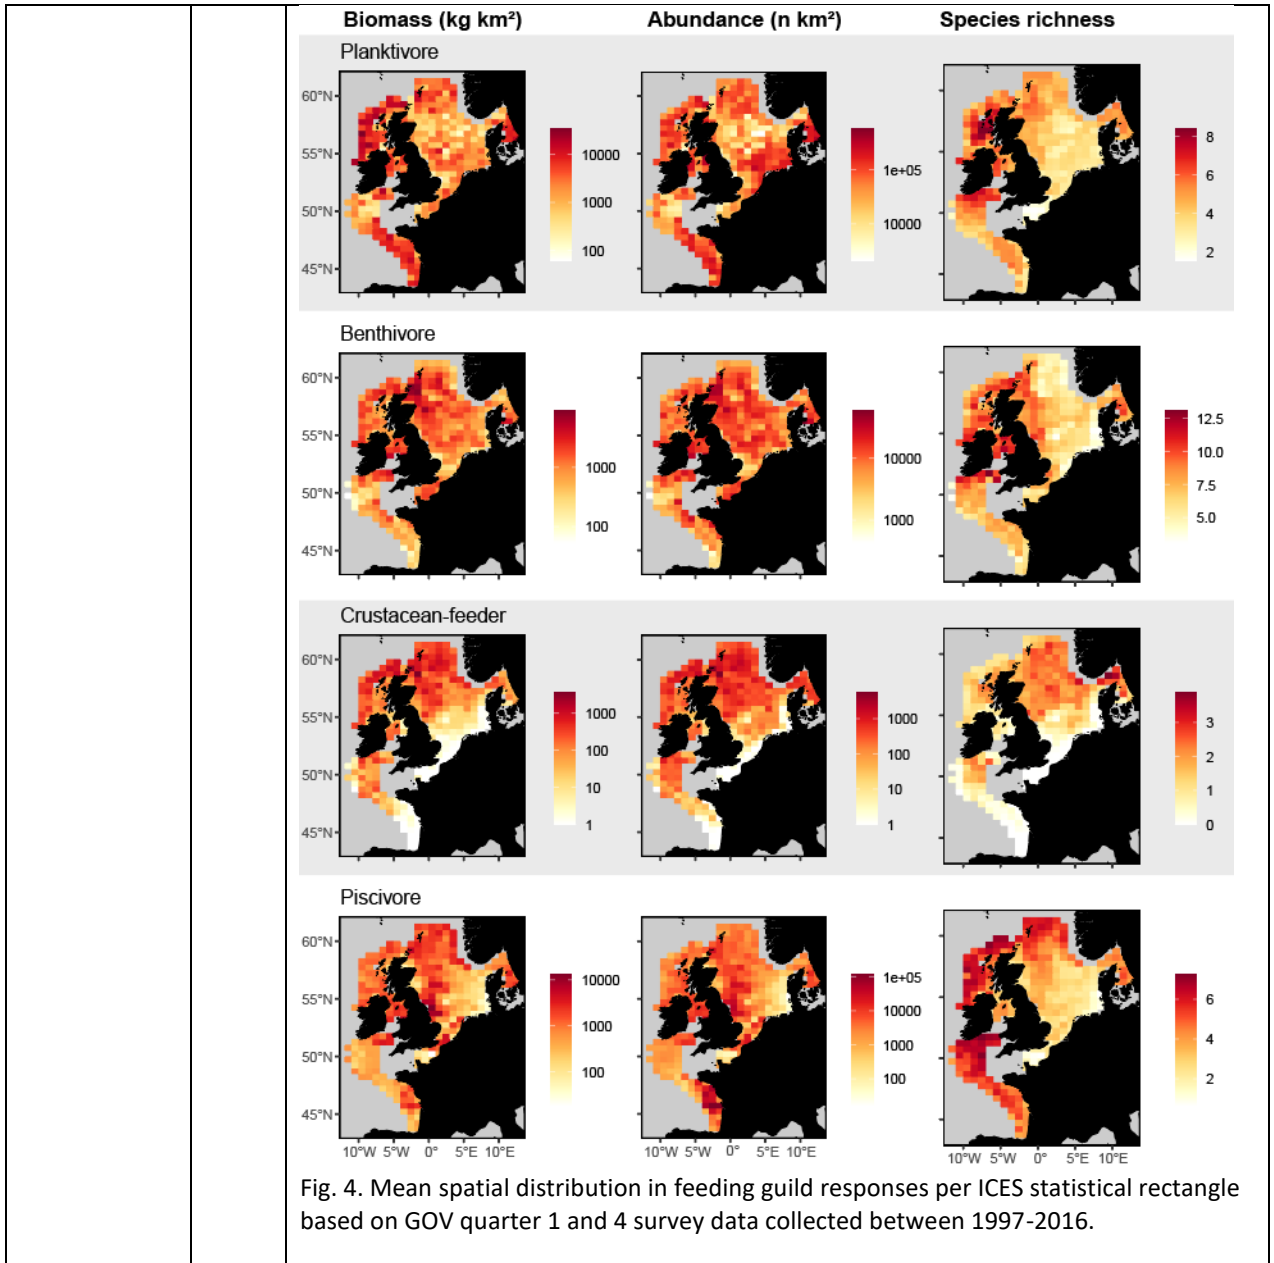 Biomass (kg km²) Abundance (n km²) Species richness
Planktivore
60°N
55°N
50°N
45°N
10000
1000
100
1e+05
10000
8
6
4
2
Benthivore
60°N
55°N
50°N
45°N
1000
100
10000
1000
12.5
10.0
7.5
5.0
Crustacean-feeder
60°N
55°N
50°N
45°N
1000
100
10
1
1000
100
10
1
3
2
1
0
Piscivore
60°N
55°N
50°N
45°N
10000
1000
100
1e+05
10000
1000
100
6
4
2
10°W 5°W 0° 5°E 10°E
10°W 5°W 0° 5°E 10°E
10°W 5°W 0° 5°E 10°E
Fig. 4. Mean spatial distribution in feeding guild responses per ICES statistical rectangle
based on GOV quarter 1 and 4 survey data collected between 1997-2016.